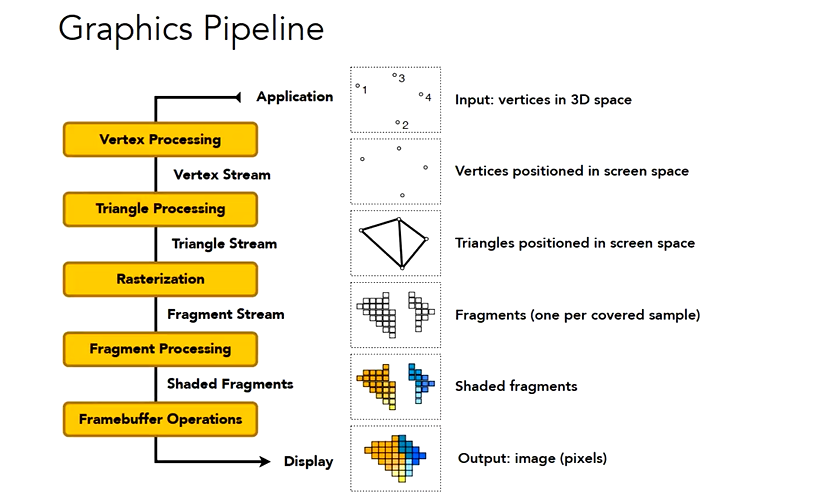 Graphics Pipeline
Application
1
3
4
2
Input: vertices in 3D space
Vertex Processing
Vertex Stream
Vertices positioned in screen space
Triangle Processing
Triangle Stream
Triangles positioned in screen space
Rasterization
Fragment Stream
Fragments (one per covered sample)
Fragment Processing
Shaded Fragments
Shaded fragments
Framebuffer Operations
Display
Output: image (pixels)